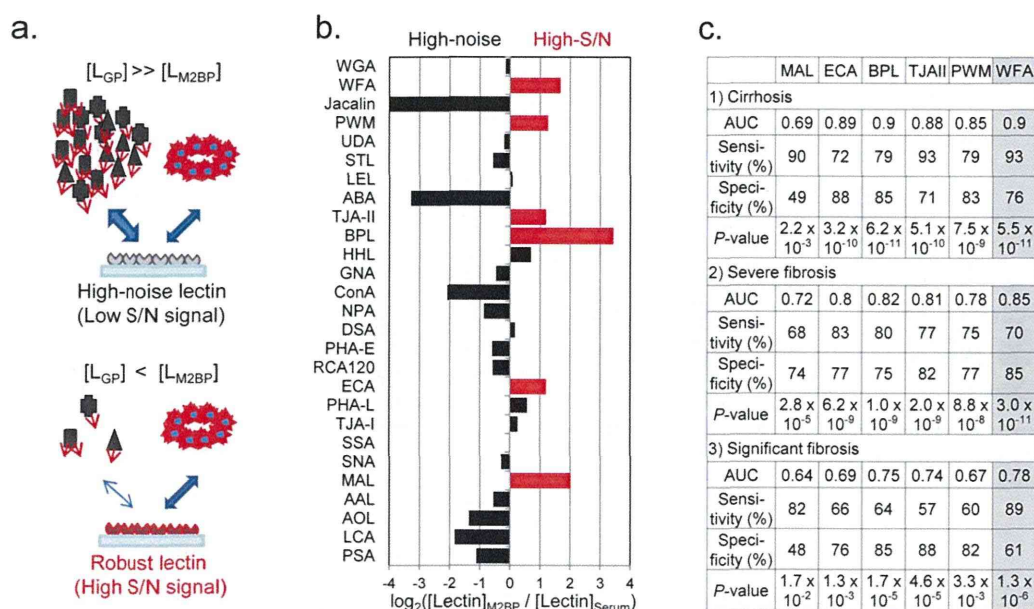 a.
[LGP] >> [LM2BP]
High-noise lectin
(Low S/N signal)
[LGP] < [LM2BP]
Robust lectin
(High S/N signal)
b.
High-noise High-S/N
WGA
WFA
Jacalin
PWM
UDA
STL
LEL
ABA
TJA-II
BPL
HHL
GNA
ConA
NPA
DSA
PHA-E
RCA120
ECA
PHA-L
TJA-I
SSA
SNA
MAL
AAL
AOL
LCA
PSA
-4 -3 -2 -1 0 1 2 3 4
log2([Lectin]M2BP / [Lectin]Serum)
c.
MAL ECA BPL TJAII PWM WFA
1) Cirrhosis
AUC 0.69 0.89 0.9 0.88 0.85 0.9
Sensi-
tivity (%) 90 72 79 93 79 93
Speci-
ficity (%) 49 88 85 71 83 76
P-value 2.2 x 10-3 3.2 x 10-10 6.2 x 10-11 5.1 x 10-10 7.5 x 10-9 5.5 x 10-11
2) Severe fibrosis
AUC 0.72 0.8 0.82 0.81 0.78 0.85
Sensi-
tivity (%) 68 83 80 77 75 70
Speci-
ficity (%) 74 77 75 82 77 85
P-value 2.8 x 10-5 6.2 x 10-9 1.0 x 10-9 2.0 x 10-9 8.8 x 10-8 3.0 x 10-11
3) Significant fibrosis
AUC 0.64 0.69 0.75 0.74 0.67 0.78
Sensi-
tivity (%) 82 66 64 57 60 89
Speci-
ficity (%) 48 76 85 88 82 61
P-value 1.7 x 10-2 1.3 x 10-3 1.7 x 10-5 4.6 x 10-5 3.3 x 10-3 1.3 x 10-6